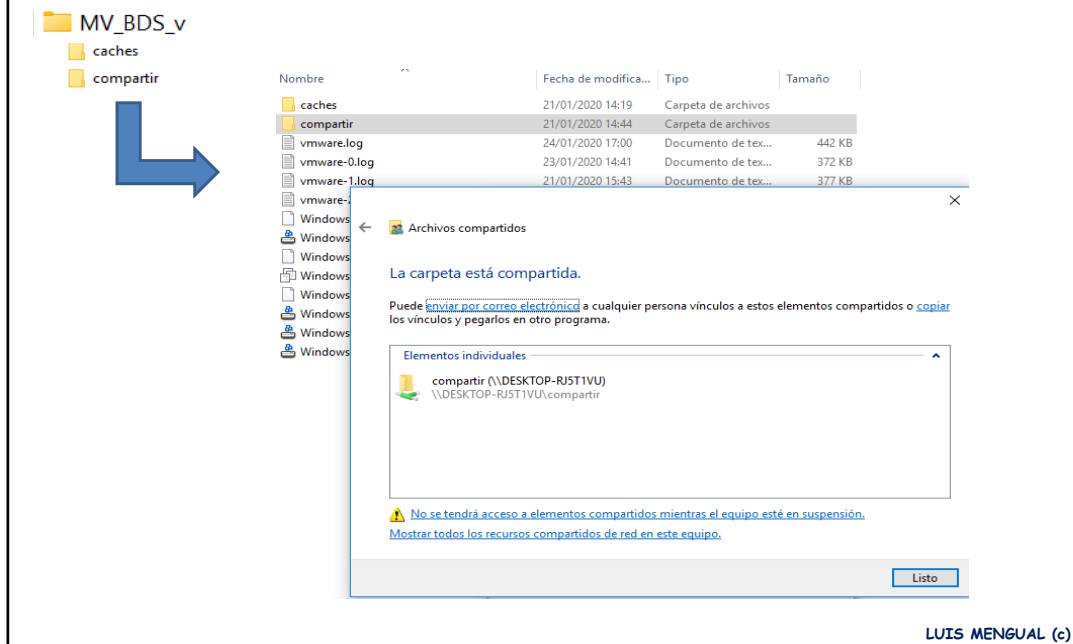 MV_BDS_v
caches
compartir
Nombre Fecha de modifica... Tipo Tamaño
caches 21/01/2020 14:19 Carpeta de archivos
compartir 21/01/2020 14:44 Carpeta de archivos
vmware.log 24/01/2020 17:00 Documento de tex... 442 KB
vmware-0.log 23/01/2020 14:41 Documento de tex... 372 KB
vmware-1.log 21/01/2020 15:43 Documento de tex... 377 KB
vmware-
Windows
Windows
Windows
Windows
Windows
Windows
Windows
Windows
Archivos compartidos
La carpeta está compartida.
Puede enviar por correo electrónico a cualquier persona vínculos a estos elementos compartidos o copiar
los vínculos y pegarlos en otro programa.
Elementos individuales
compartir (\\DESKTOP-RJ5T1VU)
\\DESKTOP-RJ5T1VU\compartir
No se tendrá acceso a elementos compartidos mientras el equipo esté en suspensión.
Mostrar todos los recursos compartidos de red en este equipo.
Listo
LUIS MENGUAL (c)